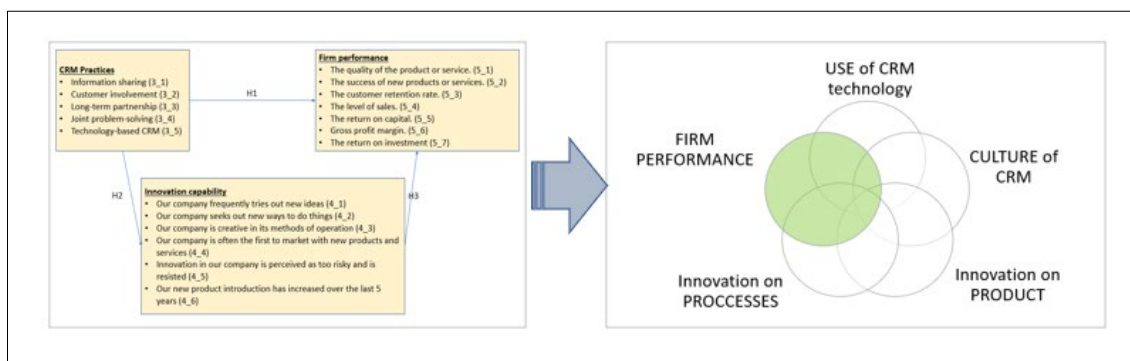 CRM Practices
• Information sharing (3_1)
• Customer involvement (3_2)
• Long-term partnership (3_3)
• Joint problem-solving (3_4)
• Technology-based CRM (3_5)
H1
Firm performance
• The quality of the product or service. (5_1)
• The success of new products or services. (5_2)
• The customer retention rate. (5_3)
• The level of sales. (5_4)
• The return on capital. (5_5)
• Gross profit margin. (5_6)
• The return on investment (5_7)
H2
H3
Innovation capability
• Our company frequently tries out new ideas (4_1)
• Our company seeks out new ways to do things (4_2)
• Our company is creative in its methods of operation (4_3)
• Our company is often the first to market with new products and
services (4_4)
• Innovation in our company is perceived as too risky and is
resisted (4_5)
• Our new product introduction has increased over the last 5
years (4_6)
USE of CRM
technology
FIRM
PERFORMANCE
CULTURE of
CRM
Innovation on
PROCCESSES
Innovation on
PRODUCT